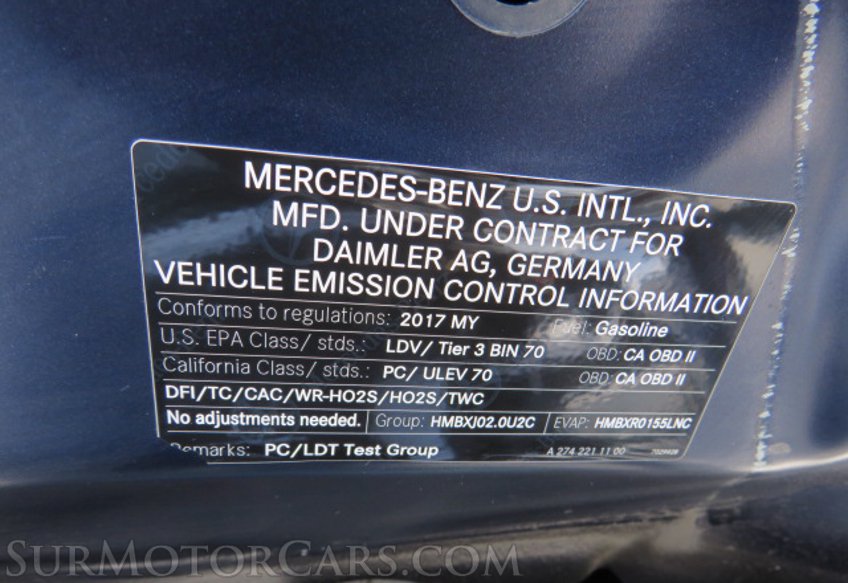 MERCEDES-BENZ U.S. INTL., INC.
MFD. UNDER CONTRACT FOR
DAIMLER AG, GERMANY
VEHICLE EMISSION CONTROL INFORMATION
Conforms to regulations: 2017 MY Fuel: Gasoline
U.S. EPA Class/ stds.: LDV/ Tier 3 BIN 70 OBD: CA OBD II
California Class/ stds.: PC/ ULEV 70 OBD: CA OBD II
DFI/TC/CAC/WR-HO2S/HO2S/TWC
No adjustments needed. Group: HMBXJ02.0U2C EVAP: HMBXR0155LNC
Remarks: PC/LDT Test Group A 274 221 11 00
SURMOTORCARS.COM